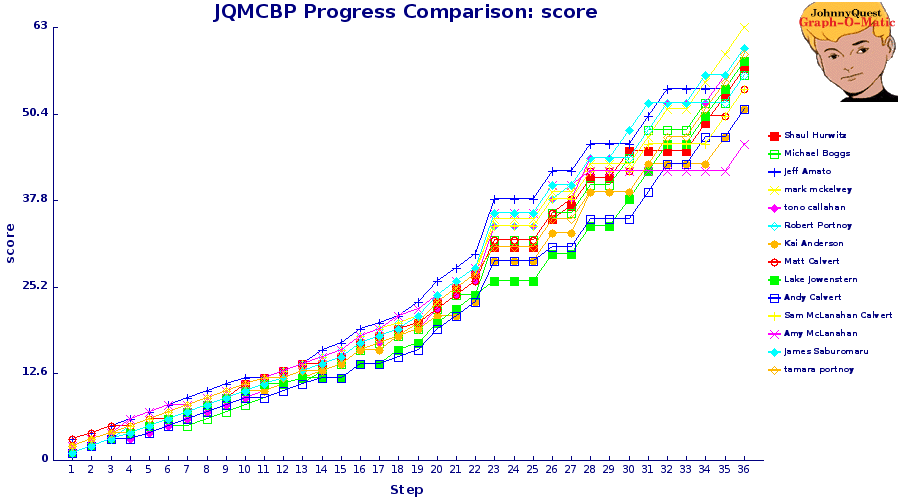 JQMCBP Progress Comparison: score
JohnnyQuest
Graph-O-Matic
63
50.4
37.8
25.2
12.6
0
score
1 2 3 4 5 6 7 8 9 10 11 12 13 14 15 16 17 18 19 20 21 22 23 24 25 26 27 28 29 30 31 32 33 34 35 36
Step
Shaul Hurwitz
Michael Boggs
Jeff Amato
mark mckelvey
tono callahan
Robert Portnoy
Kai Anderson
Matt Calvert
Lake Jowenstern
Andy Calvert
Sam McLanahan Calvert
Amy McLanahan
James Saburomaru
tamara portnoy